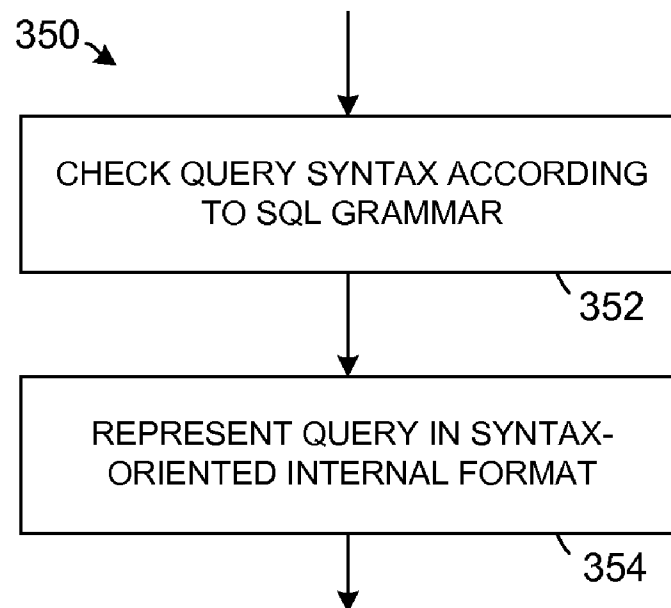 350
CHECK QUERY SYNTAX ACCORDING
TO SQL GRAMMAR
352
REPRESENT QUERY IN SYNTAX-
ORIENTED INTERNAL FORMAT
354